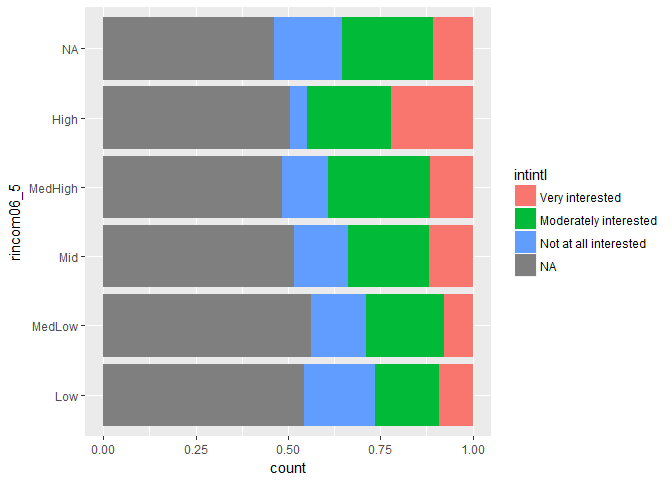 NA
High
MedHigh
Mid
MedLow
Low
rincom06_5
0.00 0.25 0.50 0.75 1.00
count
intintl
Very interested
Moderately interested
Not at all interested
NA